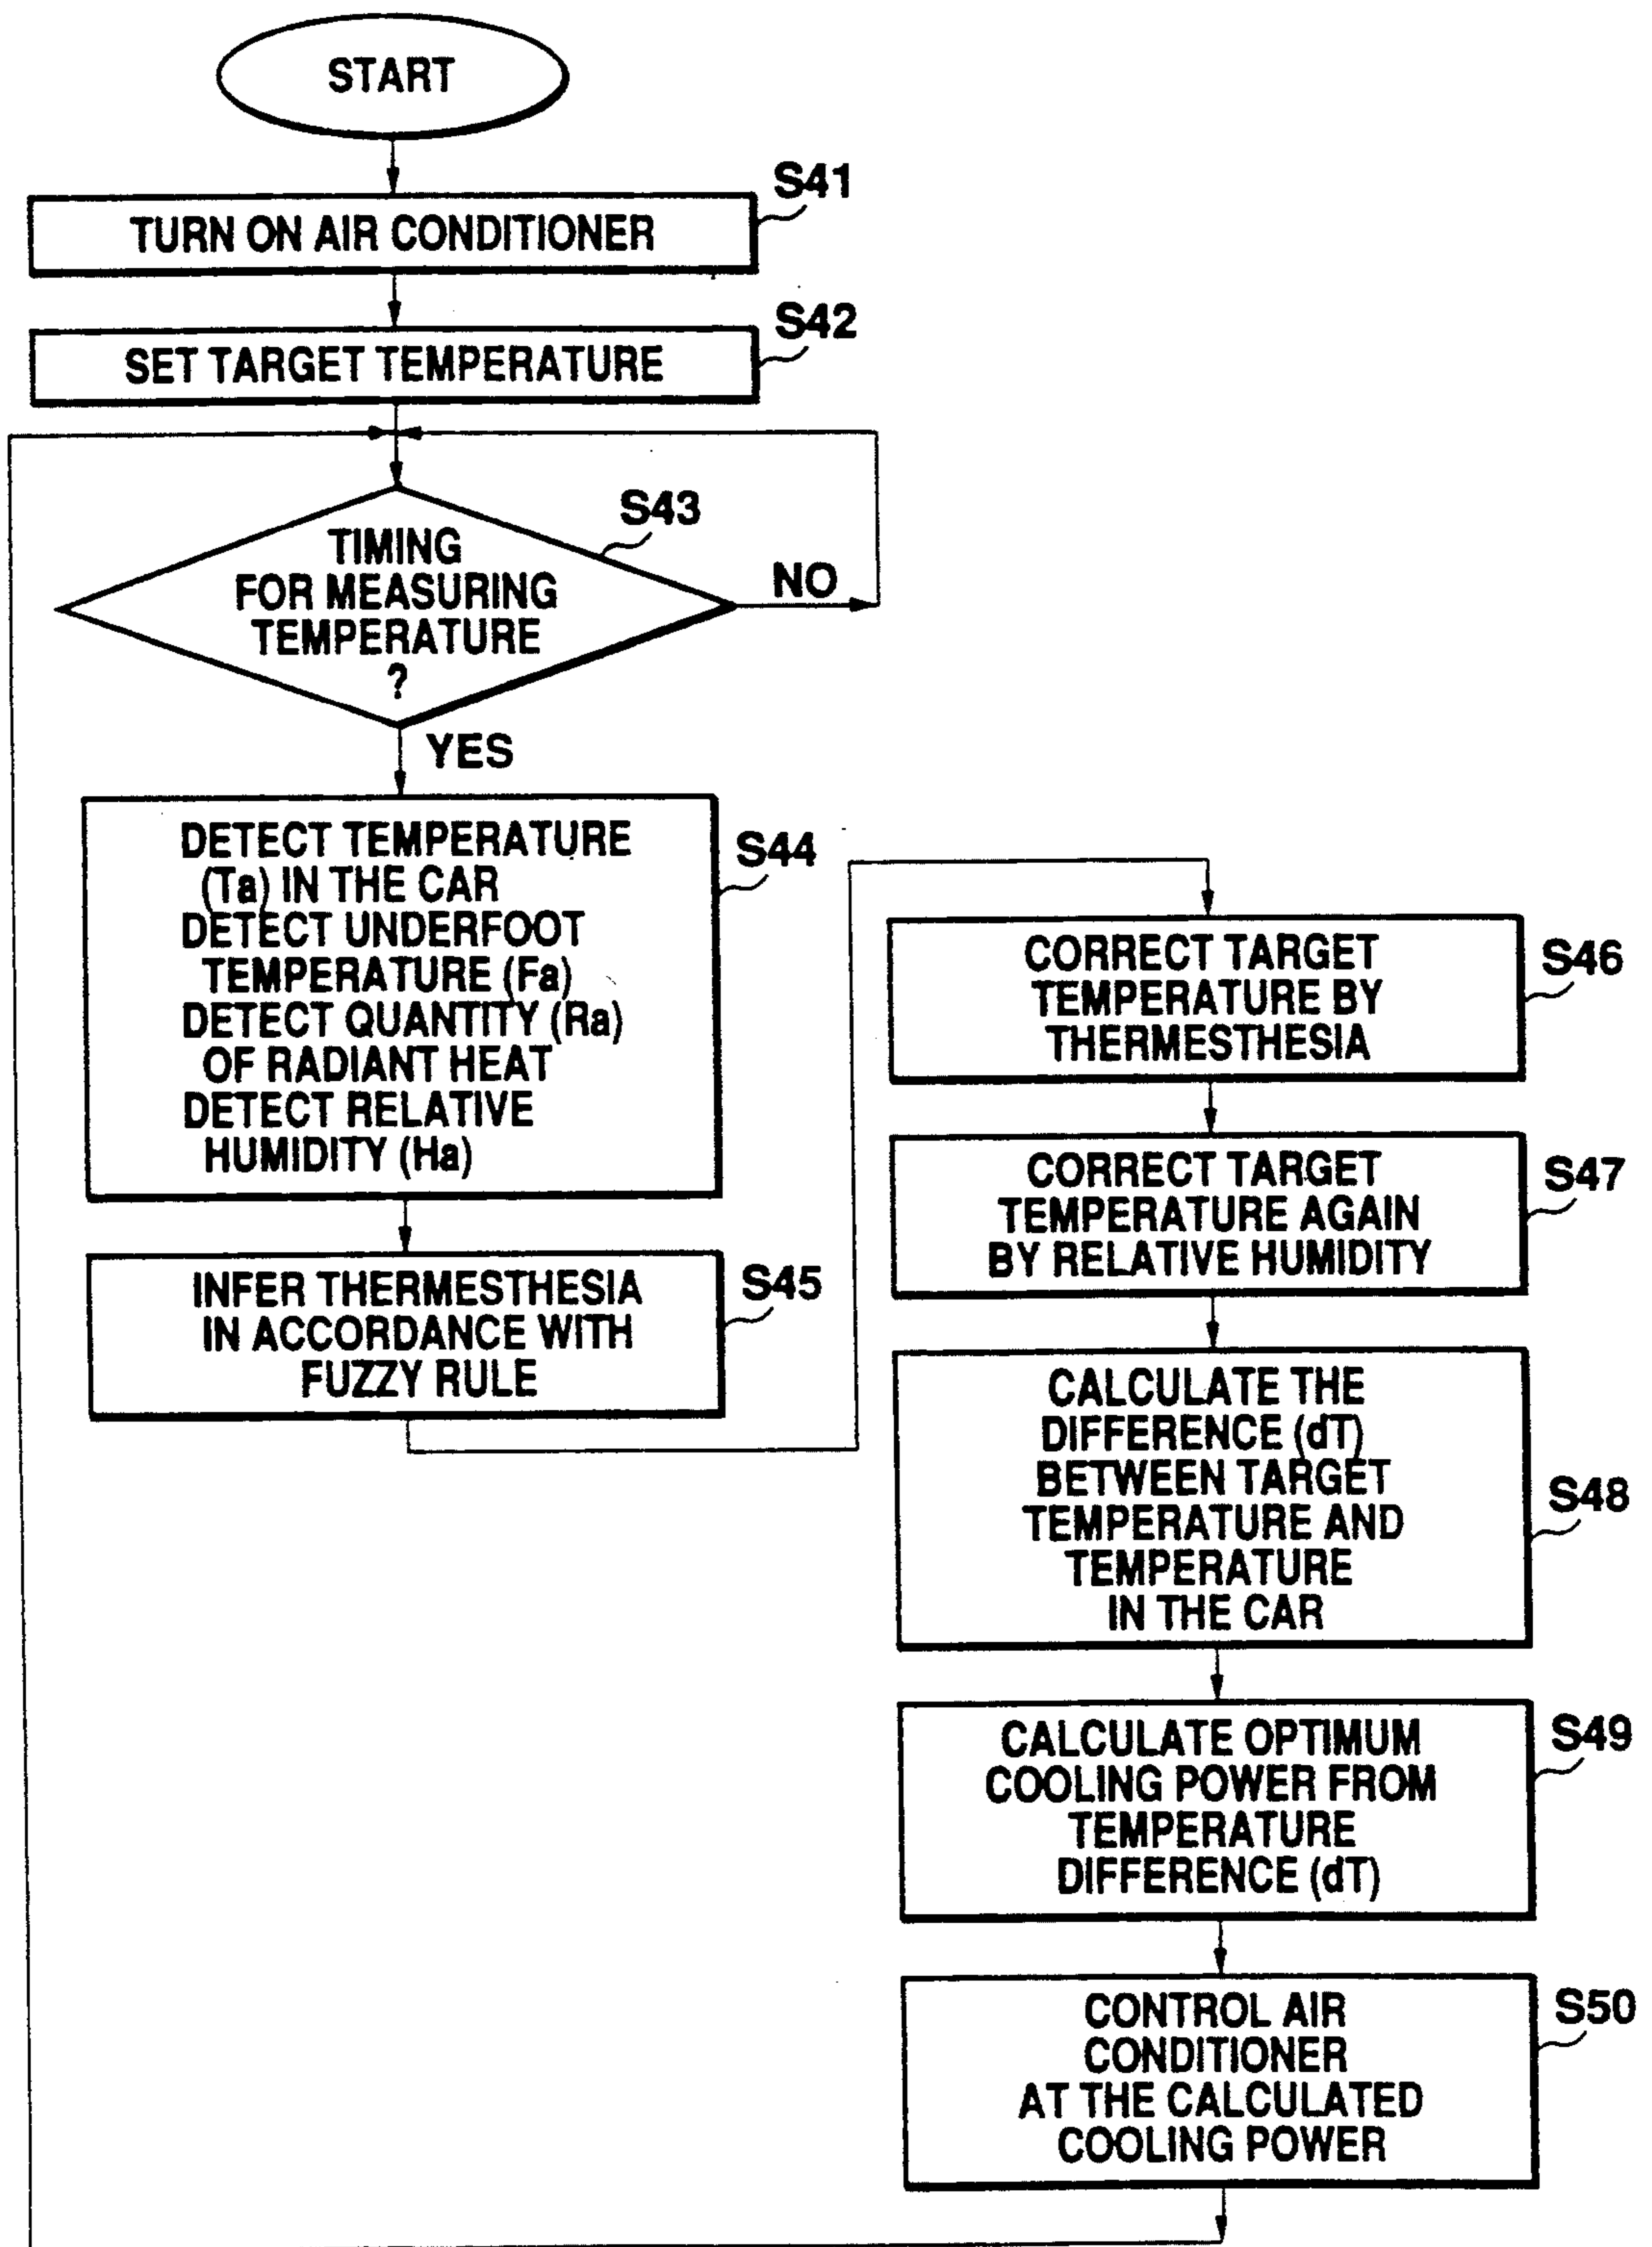 START
S41
TURN ON AIR CONDITIONER
S42
SET TARGET TEMPERATURE
S43
TIMING
FOR MEASURING
TEMPERATURE
?
NO
YES
S44
DETECT TEMPERATURE
(Ta) IN THE CAR
DETECT UNDERFOOT
TEMPERATURE (Fa)
DETECT QUANTITY (Ra)
OF RADIANT HEAT
DETECT RELATIVE
HUMIDITY (Ha)
S45
INFER THERMESTHESIA
IN ACCORDANCE WITH
FUZZY RULE
S46
CORRECT TARGET
TEMPERATURE BY
THERMESTHESIA
S47
CORRECT TARGET
TEMPERATURE AGAIN
BY RELATIVE HUMIDITY
S48
CALCULATE THE
DIFFERENCE (dT)
BETWEEN TARGET
TEMPERATURE AND
TEMPERATURE
IN THE CAR
S49
CALCULATE OPTIMUM
COOLING POWER FROM
TEMPERATURE
DIFFERENCE (dT)
S50
CONTROL AIR
CONDITIONER
AT THE CALCULATED
COOLING POWER